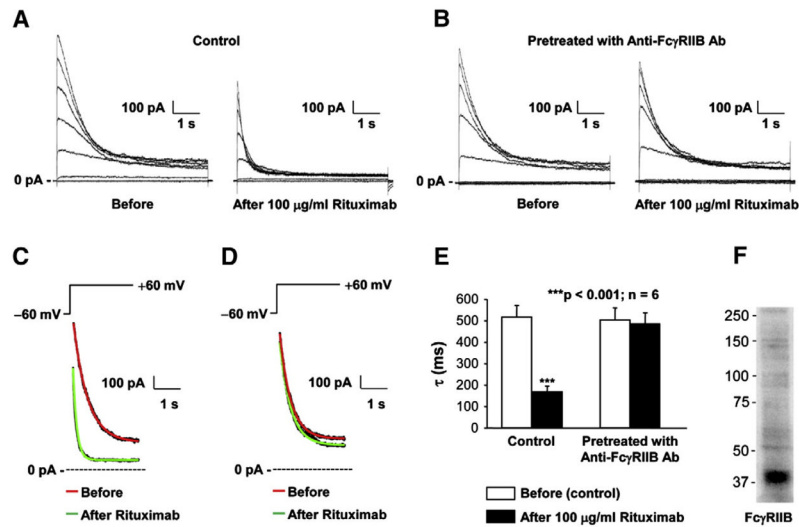 A
Control
100 pA
1 s
100 pA
1 s
0 pA -
Before
After 100 μg/ml Rituximab
B
Pretreated with Anti-FcγRIIB Ab
100 pA
1 s
100 pA
1 s
0 pA -
Before
After 100 μg/ml Rituximab
C
+60 mV
−60 mV
100 pA
1 s
0 pA
Before
After Rituximab
D
+60 mV
−60 mV
100 pA
1 s
0 pA
Before
After Rituximab
E
***p < 0.001; n = 6
τ (ms)
600
500
400
300
200
100
0
***
Control
Pretreated with
Anti-FcγRIIB Ab
Before (control)
After 100 μg/ml Rituximab
F
250 -
150 -
100 -
75 -
50 -
37 -
FcγRIIB